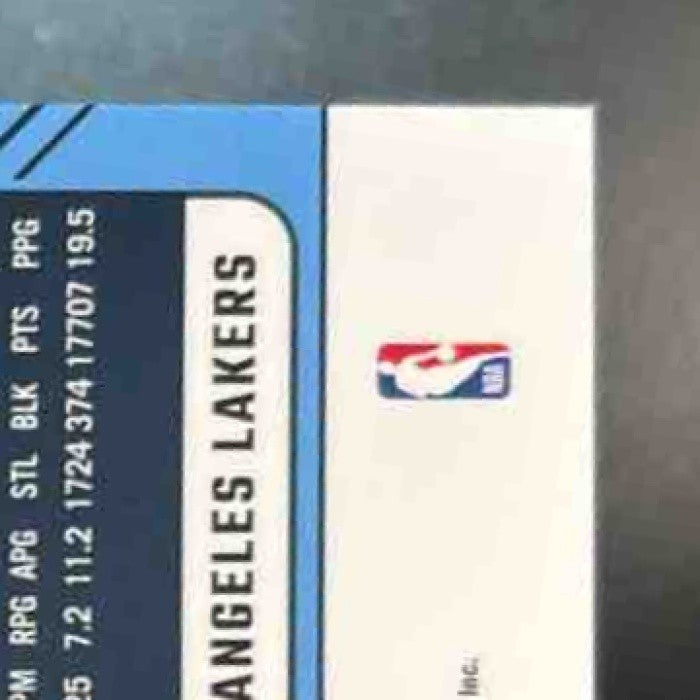 PM RPG APG STL BLK PTS PPG
25 7.2 11.2 1724 374 17707 19.5
ANGELES LAKERS
Inc.
NBA